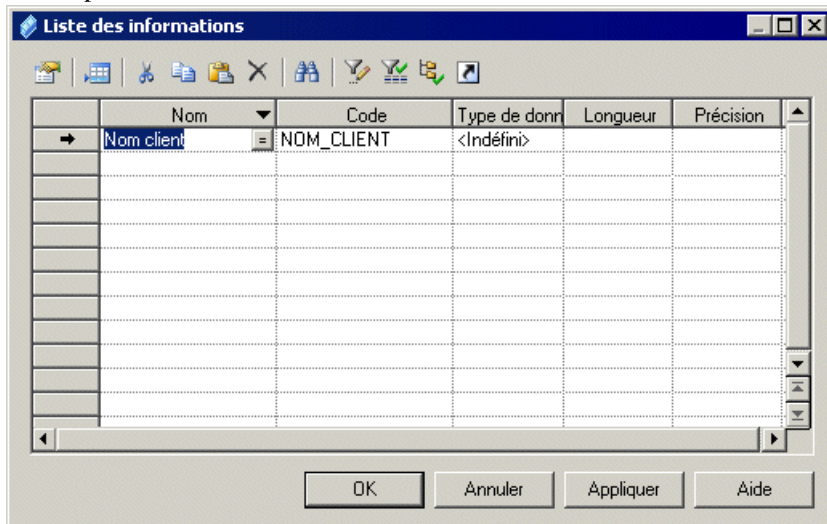 Liste des informations
Nom Code Type de donn Longueur Précision
Nom client = NOM_CLIENT <Indéfini>
OK Annuler Appliquer Aide